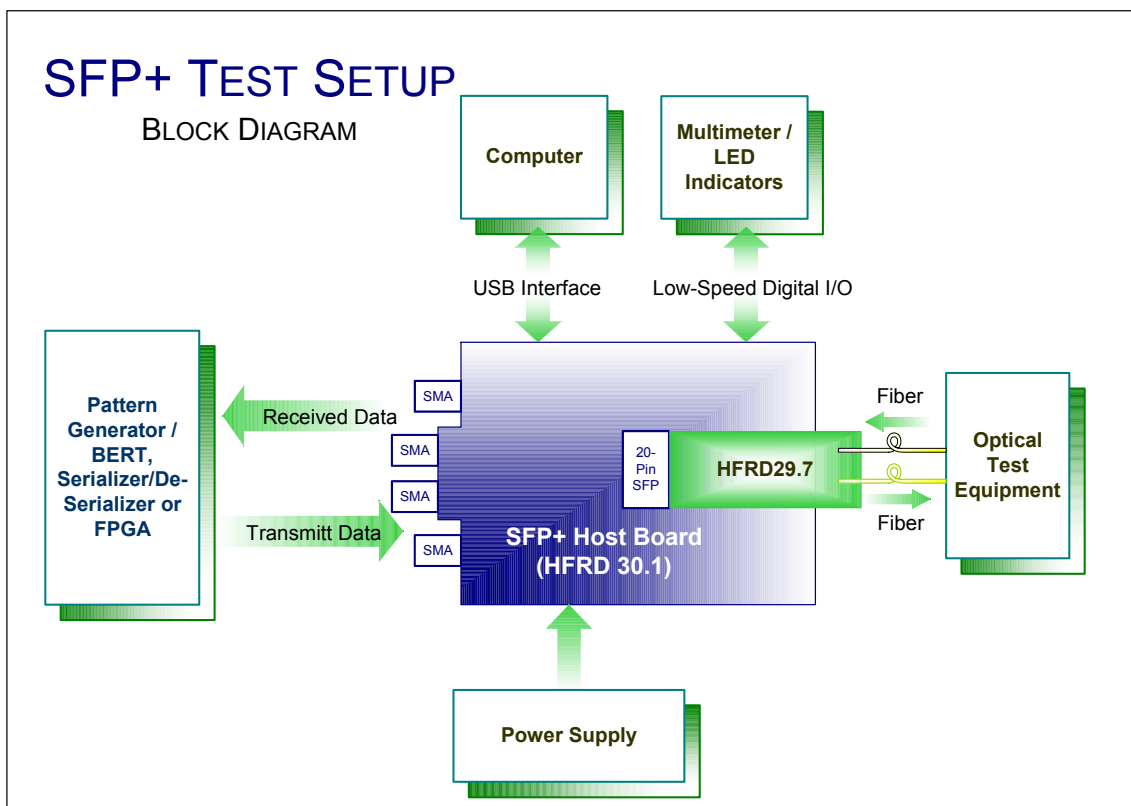 SFP+ TEST SETUP
BLOCK DIAGRAM
Computer
Multimeter /
LED
Indicators
USB Interface
Low-Speed Digital I/O
Pattern
Generator /
BERT,
Serializer/De-
Serializer or
FPGA
Received Data
Transmitt Data
SMA
SMA
SMA
SMA
20-
Pin
SFP
HFRD29.7
SFP+ Host Board
(HFRD 30.1)
Fiber
Fiber
Optical
Test
Equipment
Power Supply